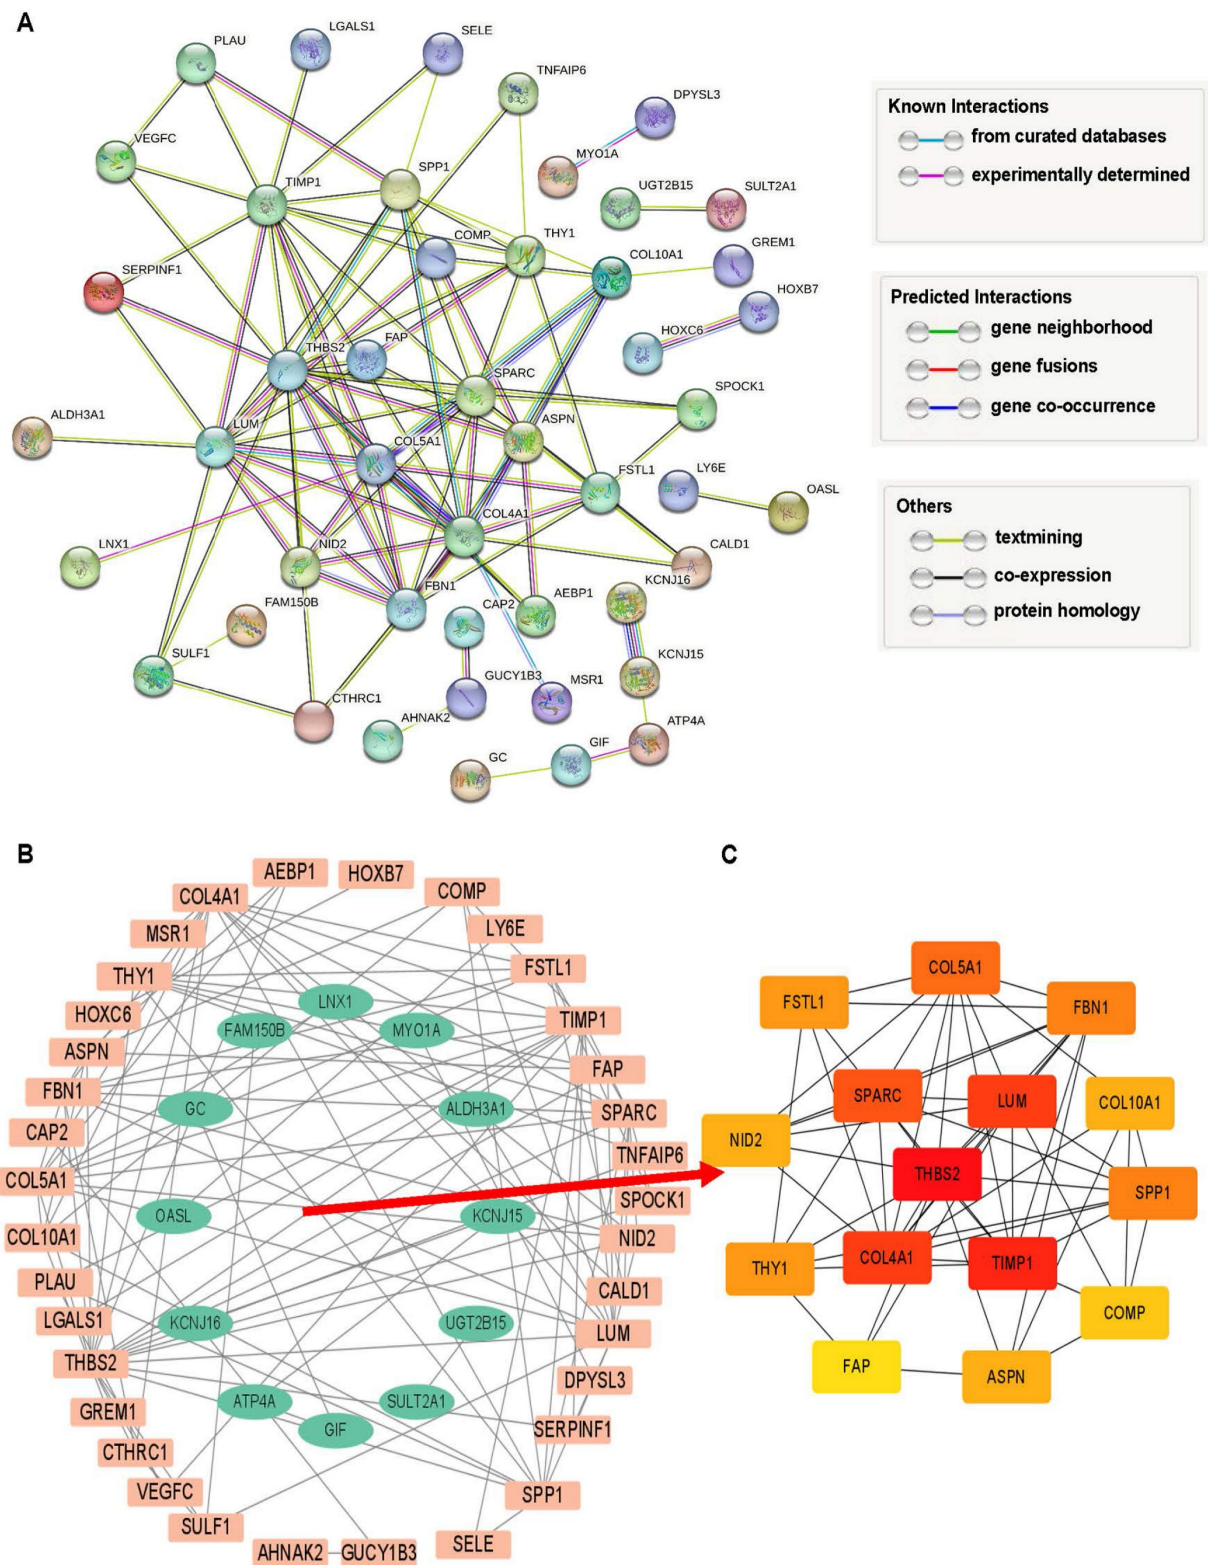 A
PLAU
LGALS1
SELE
TNFAIP6
DPYSL3
VEGFC
MYO1A
SPP1
TIMP1
UGT2B15
SULT2A1
COMP
THY1
COL10A1
GREM1
SERPINF1
HOXB7
HOXC6
THBS2
FAP
SPARC
SPOCK1
ALDH3A1
LUM
ASPN
COL5A1
FSTL1
LY6E
OASL
COL4A1
LNX1
NID2
CALD1
KCNJ16
FBN1
FAM150B
CAP2
AEBP1
SULF1
KCNJ15
GUCY1B3
MSR1
CTHRC1
AHNAK2
ATP4A
GIF
GC
Known Interactions
from curated databases
experimentally determined
Predicted Interactions
gene neighborhood
gene fusions
gene co-occurrence
Others
textmining
co-expression
protein homology
B
AEBP1
HOXB7
COL4A1
COMP
MSR1
LY6E
THY1
FSTL1
LNX1
HOXC6
FAM150B
MYO1A
TIMP1
ASPN
FAP
FBN1
GC
ALDH3A1
SPARC
CAP2
TNFAIP6
COL5A1
SPOCK1
OASL
KCNJ15
COL10A1
NID2
PLAU
CALD1
LGALS1
KCNJ16
UGT2B15
LUM
THBS2
DPYSL3
GREM1
ATP4A
SULT2A1
GIF
SERPINF1
CTHRC1
VEGFC
SPP1
SULF1
SELE
AHNAK2
GUCY1B3
C
COL5A1
FSTL1
FBN1
SPARC
LUM
COL10A1
NID2
THBS2
SPP1
THY1
COL4A1
TIMP1
COMP
FAP
ASPN